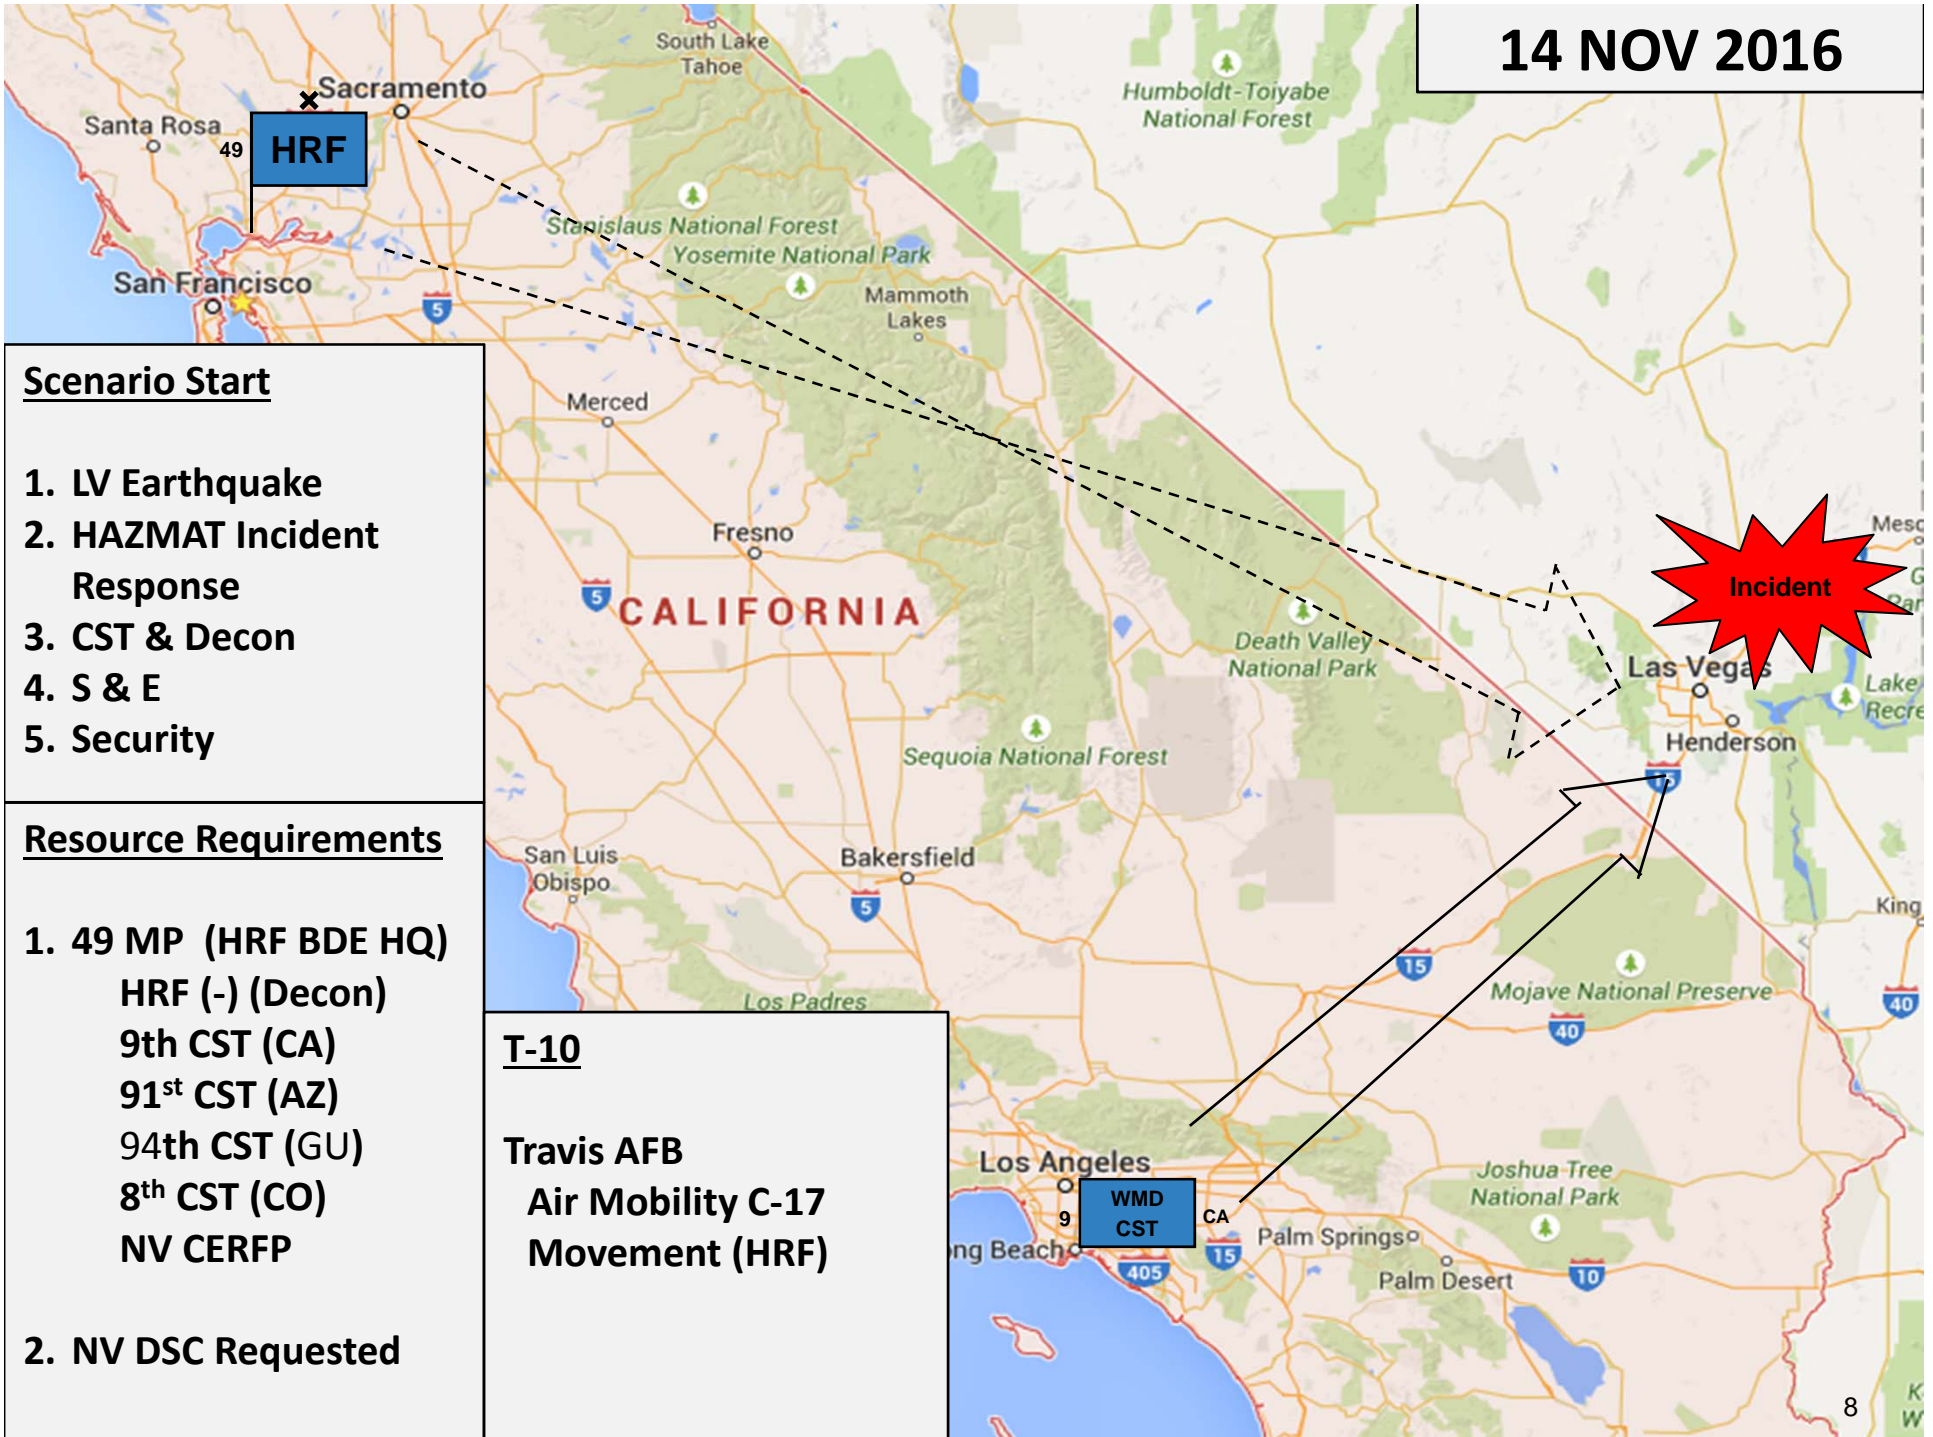 14 NOV 2016
South Lake
Tahoe
Sacramento
Humboldt-Toiyabe
National Forest
Santa Rosa
49
HRF
Stanislaus National Forest
Yosemite National Park
San Francisco
5
Mammoth
Lakes
Scenario Start
1. LV Earthquake
2. HAZMAT Incident
Response
3. CST & Decon
4. S & E
5. Security
Merced
Fresno
Mesq
5
CALIFORNIA
Incident
G
Par
Death Valley
National Park
Las Vegas
Lake
Recre
Sequoia National Forest
Henderson
15
Resource Requirements
1. 49 MP (HRF BDE HQ)
HRF (-) (Decon)
9th CST (CA)
91st CST (AZ)
94th CST (GU)
8th CST (CO)
NV CERFP
2. NV DSC Requested
San Luis
Obispo
Bakersfield
5
King
15
Mojave National Preserve
40
40
Los Padres
T-10
Travis AFB
Air Mobility C-17
Movement (HRF)
Los Angeles
9
WMD
CST
CA
Joshua Tree
National Park
ng Beach
405
15
Palm Springs
Palm Desert
10
K
W
8